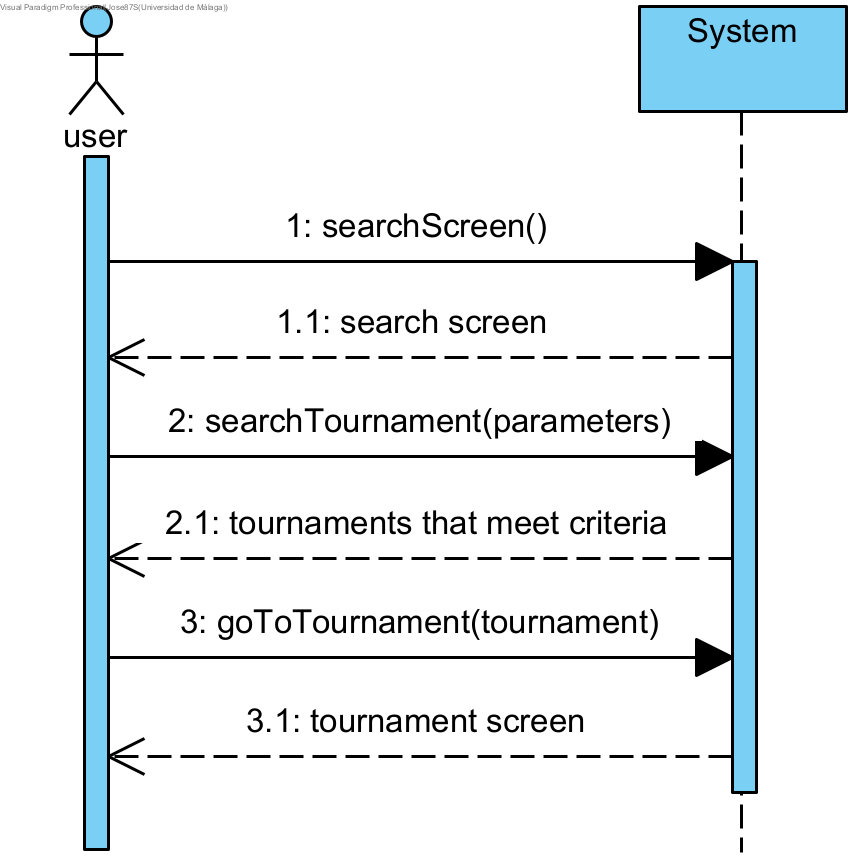 Visual Paradigm Professional(Jose87S(Universidad de Málaga))
System
user
1: searchScreen()
1.1: search screen
2: searchTournament(parameters)
2.1: tournaments that meet criteria
3: goToTournament(tournament)
3.1: tournament screen